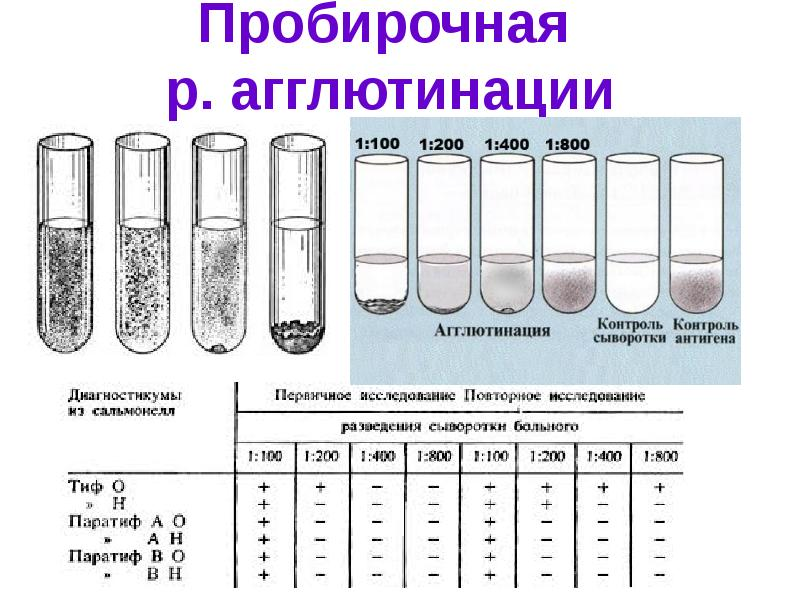 Пробирочная
р. агглютинации
1:100 1:200 1:400 1:800
Агглютинация
Контроль сыворотки
Контроль антигена
Диагностикумы из сальмонелл
Первичное исследование Повторное исследование
разведения сыворотки больного
1:100 1:200 1:400 1:800 1:100 1:200 1:400 1:800
Тиф О + + – – + + + +
» Н + – – – + + – –
Паратиф А О + – – – + – – –
» А Н + – – – + – – –
Паратиф В О + – – – + – – –
» В Н + – – – + – – –